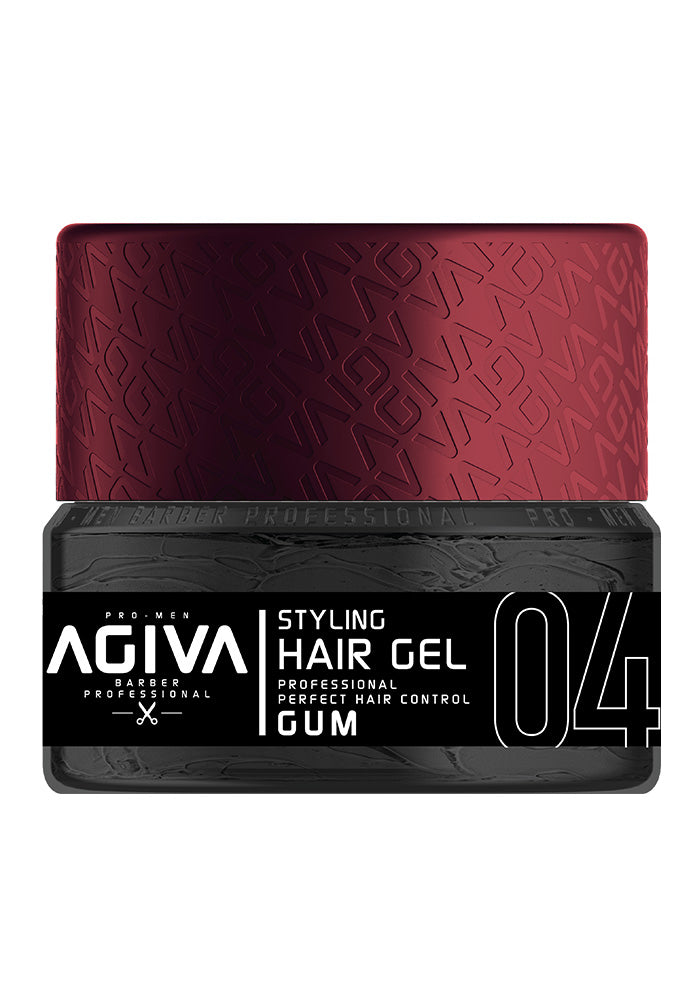 AGIVA
- MEN BARBER PROFESSIONAL PRO - MEN
PRO-MEN
AGIVA
BARBER
PROFESSIONAL
STYLING
HAIR GEL
PROFESSIONAL
PERFECT HAIR CONTROL
GUM
04